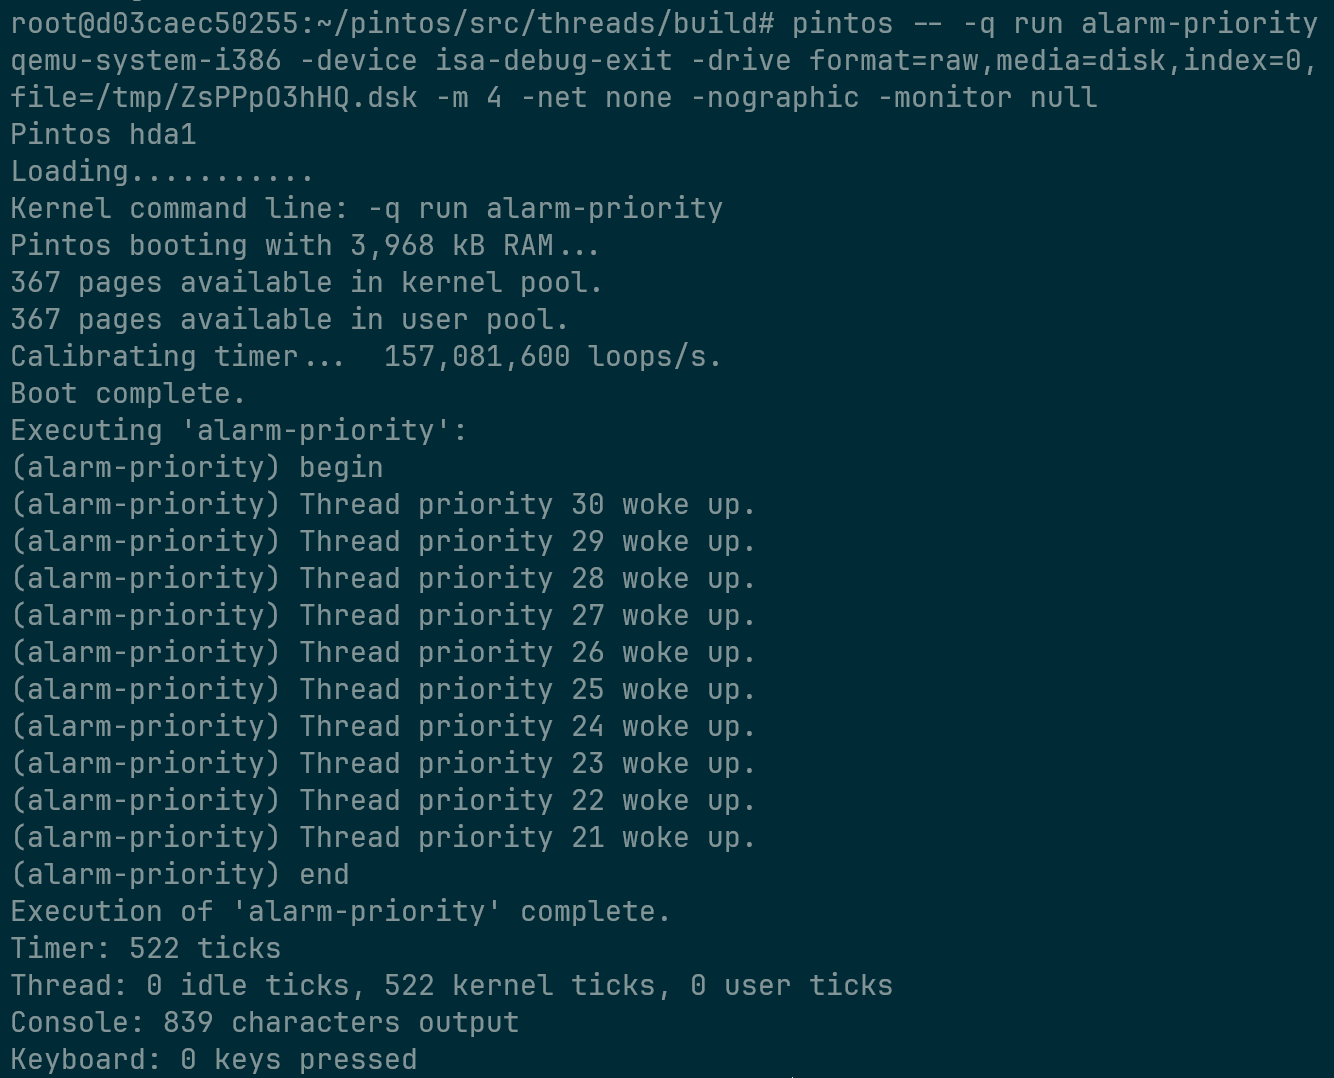 root@d03caec50255:~/pintos/src/threads/build# pintos -- -q run alarm-priority
qemu-system-i386 -device isa-debug-exit -drive format=raw,media=disk,index=0,
file=/tmp/ZsPPpO3hHQ.dsk -m 4 -net none -nographic -monitor null
Pintos hda1
Loading...........
Kernel command line: -q run alarm-priority
Pintos booting with 3,968 kB RAM...
367 pages available in kernel pool.
367 pages available in user pool.
Calibrating timer...  157,081,600 loops/s.
Boot complete.
Executing 'alarm-priority':
(alarm-priority) begin
(alarm-priority) Thread priority 30 woke up.
(alarm-priority) Thread priority 29 woke up.
(alarm-priority) Thread priority 28 woke up.
(alarm-priority) Thread priority 27 woke up.
(alarm-priority) Thread priority 26 woke up.
(alarm-priority) Thread priority 25 woke up.
(alarm-priority) Thread priority 24 woke up.
(alarm-priority) Thread priority 23 woke up.
(alarm-priority) Thread priority 22 woke up.
(alarm-priority) Thread priority 21 woke up.
(alarm-priority) end
Execution of 'alarm-priority' complete.
Timer: 522 ticks
Thread: 0 idle ticks, 522 kernel ticks, 0 user ticks
Console: 839 characters output
Keyboard: 0 keys pressed